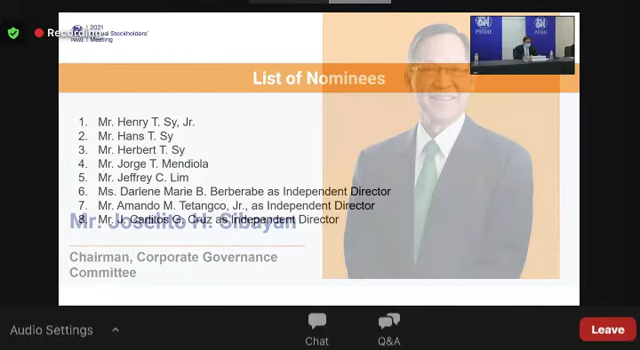 2021
Stockholders'
Meeting
Recording
SM
PRIME
List of Nominees
1. Mr. Henry T. Sy, Jr.
2. Mr. Hans T. Sy
3. Mr. Herbert T. Sy
4. Mr. Jorge T. Mendiola
5. Mr. Jeffrey C. Lim
6. Ms. Darlene Marie B. Berberabe as Independent Director
7. Mr. Amando M. Tetangco, Jr., as Independent Director
8. Mr. J. Carlitos G. Cruz as Independent Director
Mr. Joselito H. Sibayan
Chairman, Corporate Governance
Committee
Audio Settings
Chat
Q&A
Leave